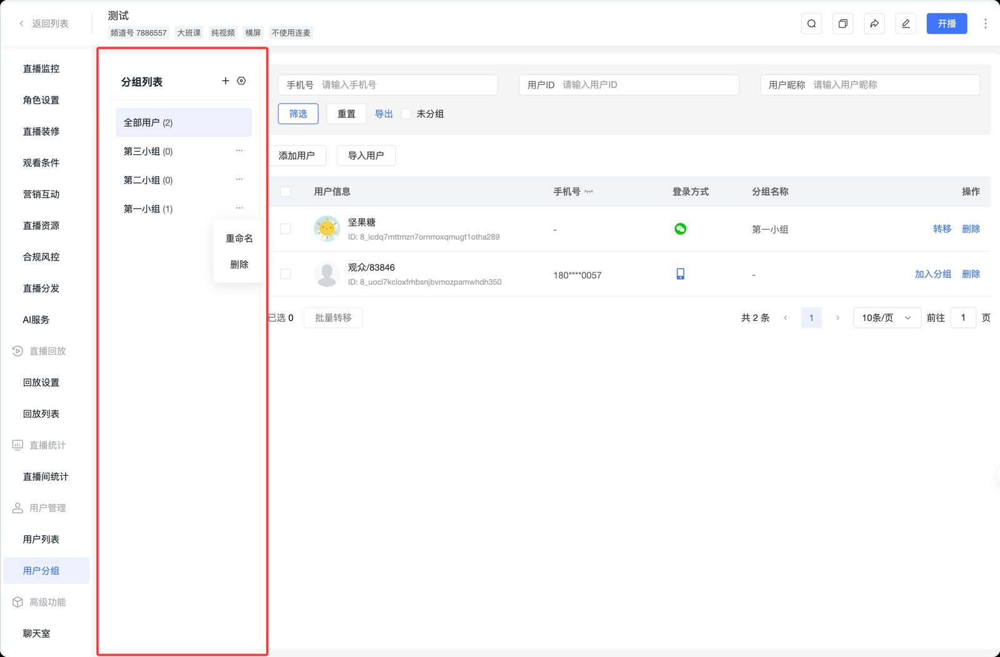 返回列表
测试
频道号 7886557 大班课 纯视频 横屏 不使用连麦
开播
直播监控
角色设置
直播装修
观看条件
营销互动
直播资源
合规风控
直播分发
AI服务
直播回放
回放设置
回放列表
直播统计
直播间统计
用户管理
用户列表
用户分组
高级功能
聊天室
分组列表
全部用户 (2)
第三小组 (0)
第二小组 (0)
第一小组 (1)
重命名
删除
手机号 请输入手机号 用户ID 请输入用户ID 用户昵称 请输入用户昵称
筛选 重置 导出 未分组
添加用户 导入用户
用户信息 手机号 登录方式 分组名称 操作
坚果糖
ID: 8_icdq7mttmzn7ornrroxqmugt1otha289
- 第一小组 转移 删除
观众/83846
ID: 8_uocl7kcloxfrhbsnjbvmozpamwhdh350
180****0057 - 加入分组 删除
已选 0 批量转移 共 2 条 1 10条/页 前往 1 页